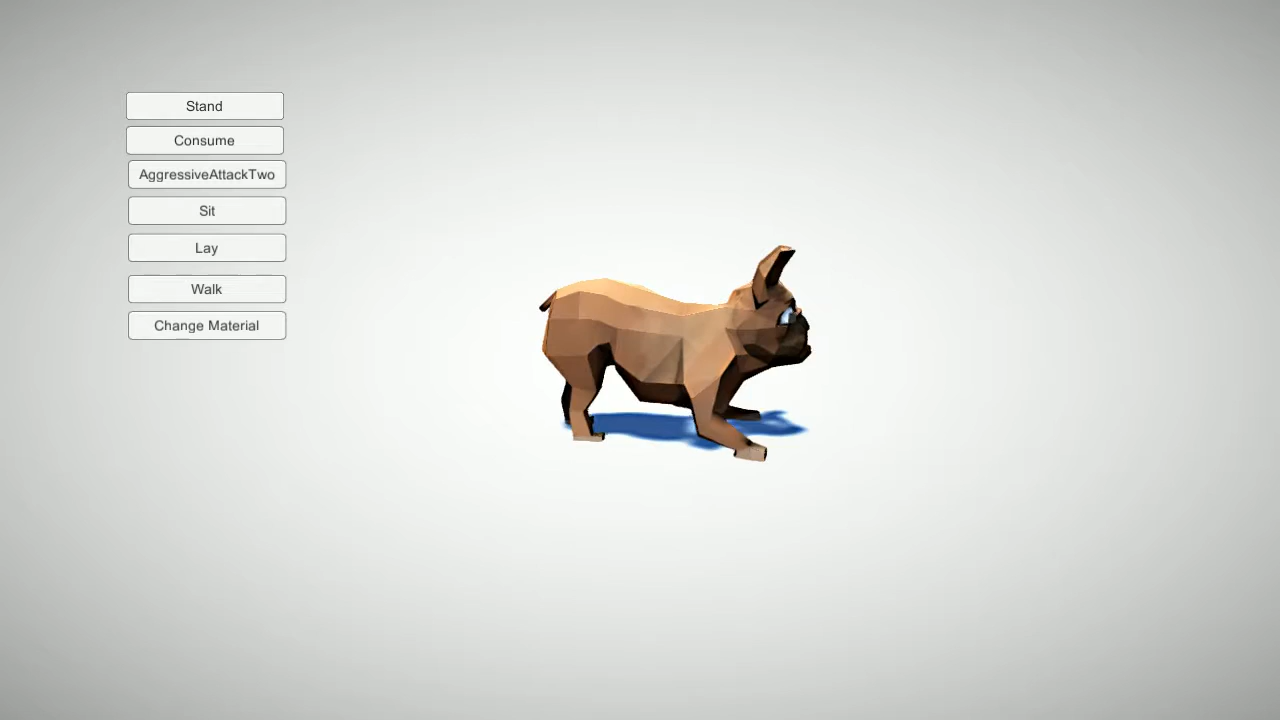 Stand
Consume
AggressiveAttackTwo
Sit
Lay
Walk
Change Material